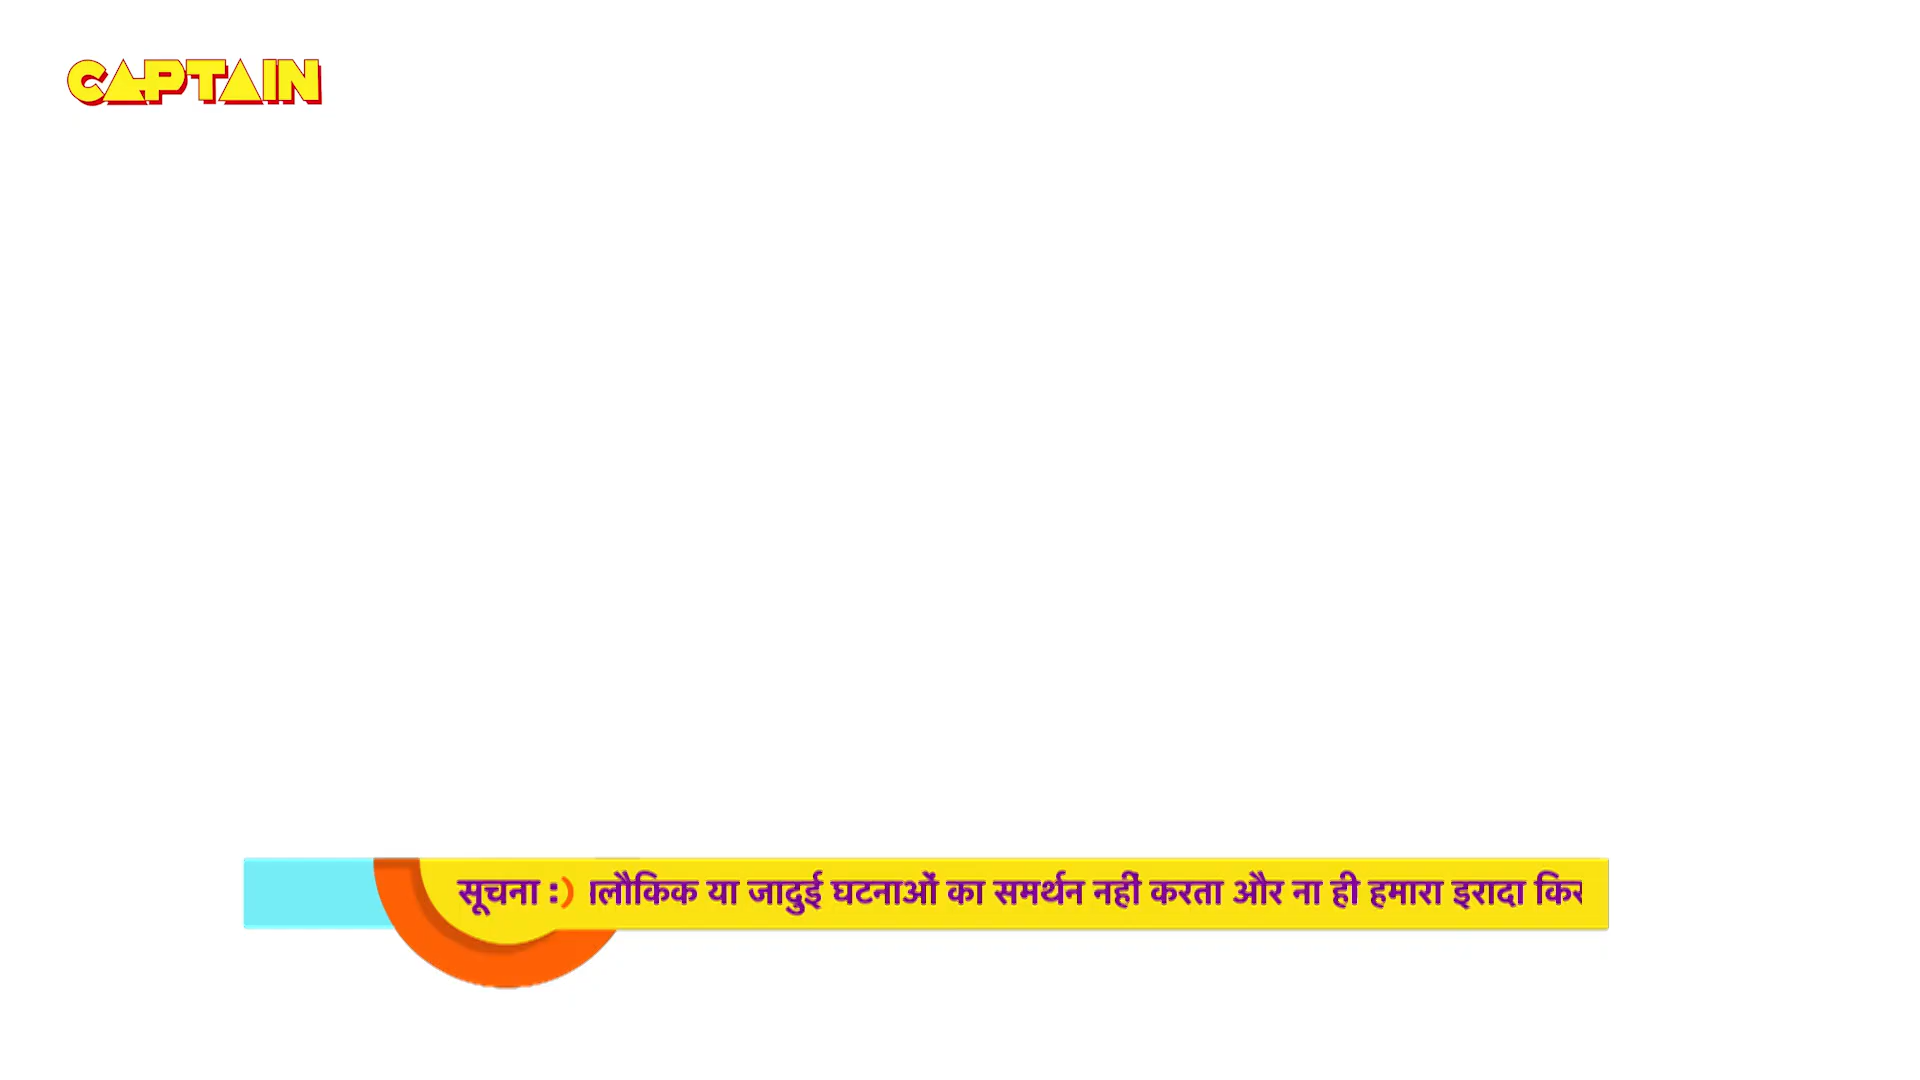 CAPTAIN
सूचना : लौकिक या जादुई घटनाओं का समर्थन नहीं करता और ना ही हमारा इरादा